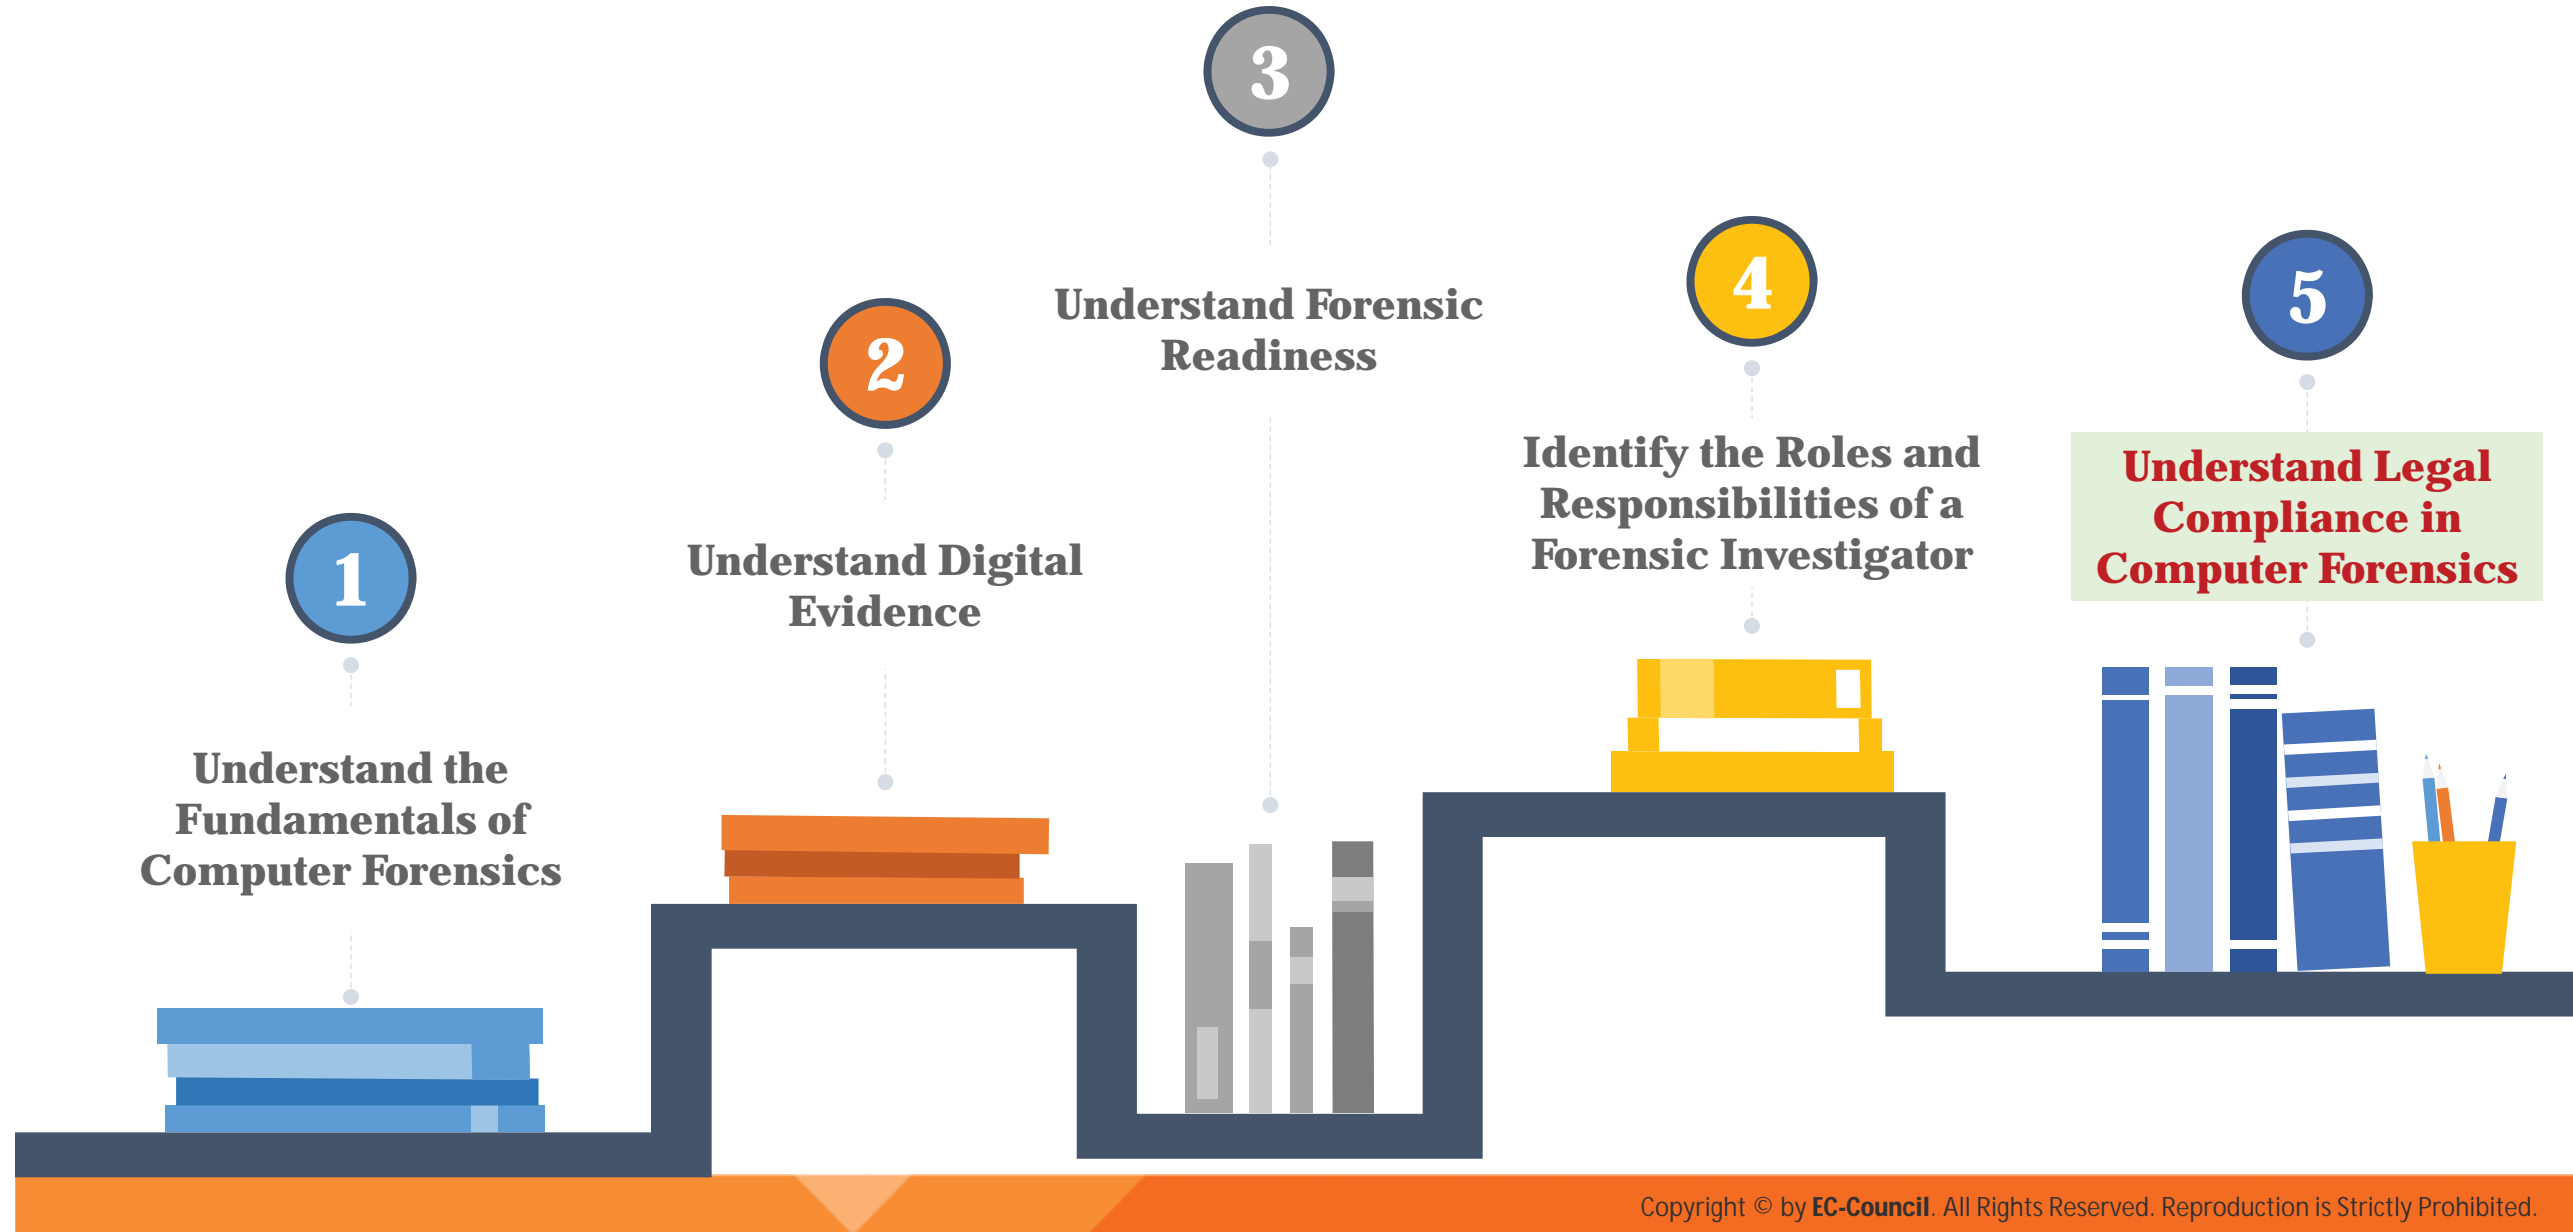 1
Understand the
Fundamentals of
Computer Forensics
2
Understand Digital
Evidence
3
Understand Forensic
Readiness
4
Identify the Roles and
Responsibilities of a
Forensic Investigator
5
Understand Legal
Compliance in
Computer Forensics
Copyright © by EC-Council. All Rights Reserved. Reproduction is Strictly Prohibited.